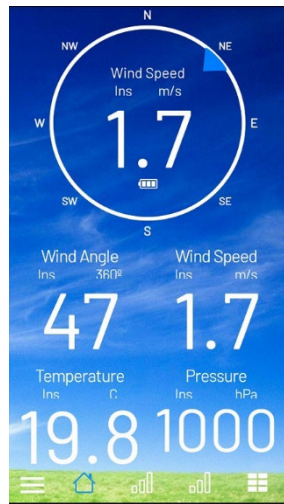 N
NW NE
Wind Speed
Ins m/s
W 1.7 E
SW SE
S
Wind Angle Wind Speed
Ins 360º Ins m/s
47 1.7
Temperature Pressure
Ins C Ins hPa
19.8 1000